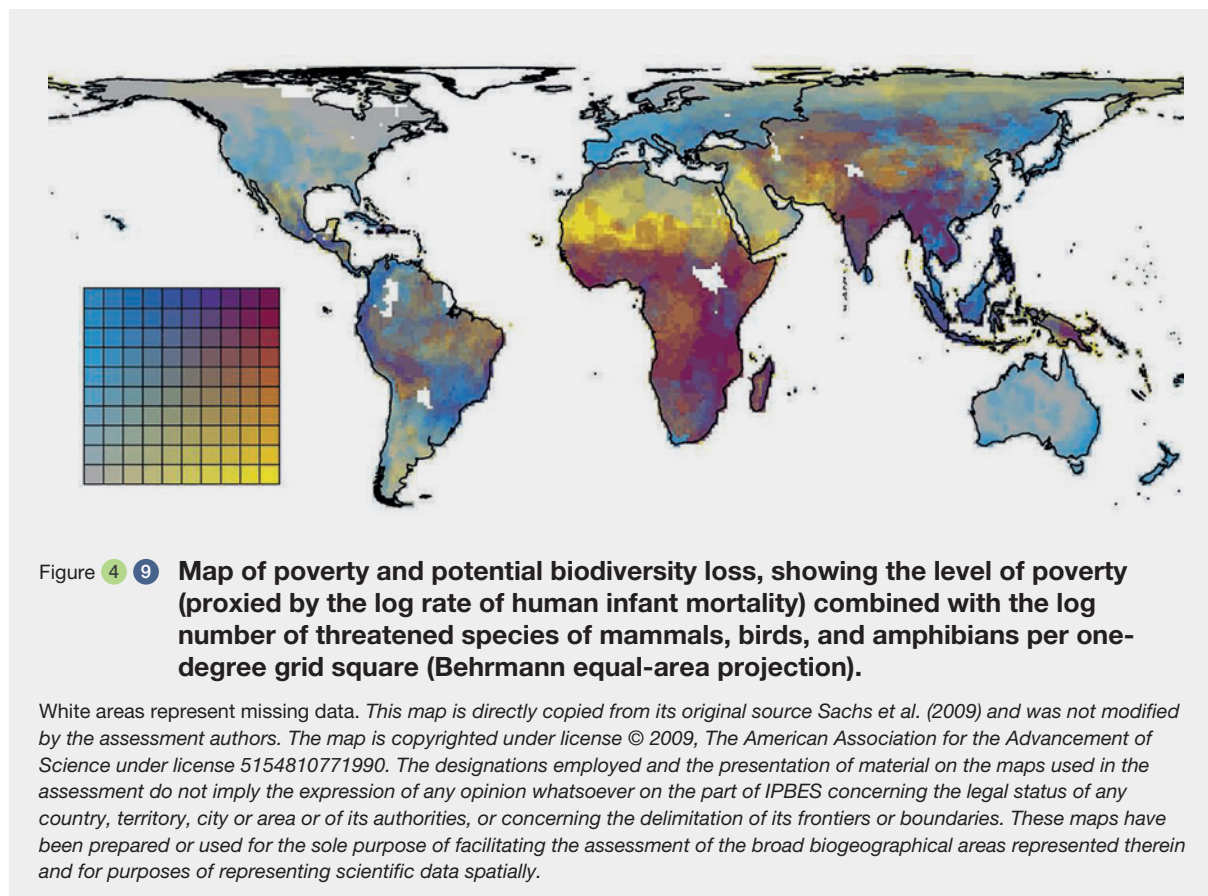 Figure 4 9 Map of poverty and potential biodiversity loss, showing the level of poverty
(proxied by the log rate of human infant mortality) combined with the log
number of threatened species of mammals, birds, and amphibians per one-
degree grid square (Behrmann equal-area projection).
White areas represent missing data. This map is directly copied from its original source Sachs et al. (2009) and was not modified
by the assessment authors. The map is copyrighted under license © 2009, The American Association for the Advancement of
Science under license 5154810771990. The designations employed and the presentation of material on the maps used in the
assessment do not imply the expression of any opinion whatsoever on the part of IPBES concerning the legal status of any
country, territory, city or area or of its authorities, or concerning the delimitation of its frontiers or boundaries. These maps have
been prepared or used for the sole purpose of facilitating the assessment of the broad biogeographical areas represented therein
and for purposes of representing scientific data spatially.